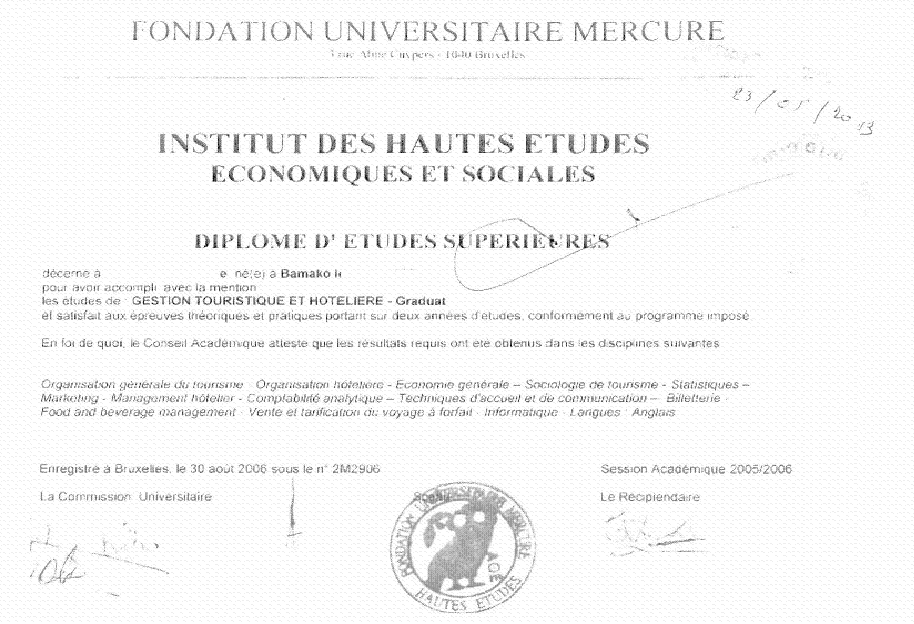 FONDATION UNIVERSITAIRE MERCURE
1040 Bruxelles
23/05/2013
INSTITUT DES HAUTES ETUDES
ECONOMIQUES ET SOCIALES
DIPLOME D' ETUDES SUPERIEURES
décerné à e né(e) à Bamako le
pour avoir accompli avec la mention
les études de : GESTION TOURISTIQUE ET HOTELIERE - Graduat
et satisfait aux épreuves théoriques et pratiques portant sur deux années d'études, conformément au programme imposé
En foi de quoi, le Conseil Académique atteste que les résultats requis ont été obtenus dans les disciplines suivantes
Organisation générale du tourisme - Organisation hôtelière - Economie générale – Sociologie de tourisme - Statistiques –
Marketing - Management hôtelier - Comptabilité analytique – Techniques d'accueil et de communication – Billetterie -
Food and beverage management - Vente et tarification du voyage à forfait - Informatique - Langues : Anglais
Enregistré à Bruxelles, le 30 août 2006 sous le n° 2M2906
Session Académique 2005/2006
La Commission Universitaire
Le Récipiendaire
FONDATION UNIVERSITAIRE MERCURE
HAUTES ETUDES